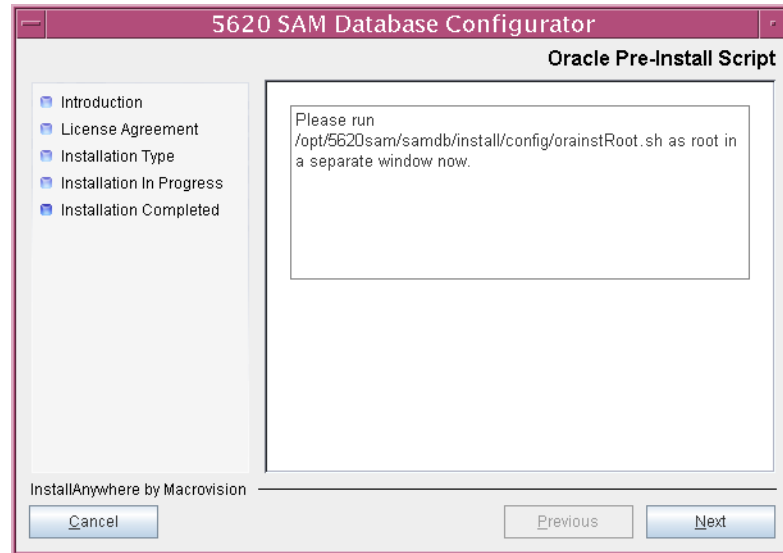 5620 SAM Database Configurator
Oracle Pre-Install Script
Introduction
License Agreement
Installation Type
Installation In Progress
Installation Completed
Please run
/opt/5620sam/samdb/install/config/orainstRoot.sh as root in
a separate window now.
InstallAnywhere by Macrovision
Cancel
Previous
Next